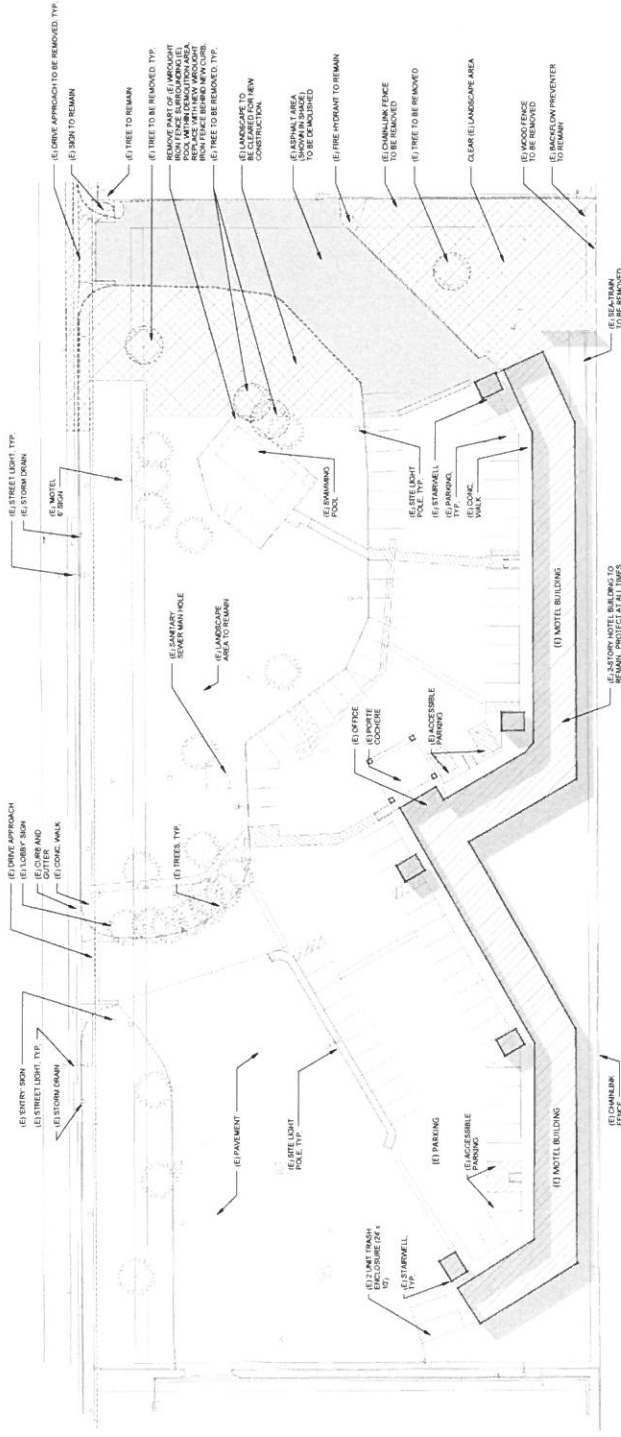 (E) DRIVE APPROACH TO BE REMOVED, TYP.
(E) SIGN TO REMAIN
(E) TREE TO REMAIN
(E) TREE TO BE REMOVED, TYP.
REMOVE PART OF (E) WROUGHT
IRON FENCE SURROUNDING (E)
POOL WITHIN DEMOLITION AREA.
REPLACE WITH NEW WROUGHT
IRON FENCE BEHIND NEW CURB.
(E) TREE TO BE REMOVED, TYP.
(E) LANDSCAPE TO
BE CLEARED FOR NEW
CONSTRUCTION.
(E) ASPHALT AREA
(SHOWN IN SHADE)
TO BE DEMOLISHED
(E) FIRE HYDRANT TO REMAIN
(E) CHAIN-LINK FENCE
TO BE REMOVED
(E) TREE TO BE REMOVED
CLEAR (E) LANDSCAPE AREA
(E) WOOD FENCE
TO BE REMOVED
(E) BACKFLOW PREVENTER
TO REMAIN
(E) SEA-TRAIN
TO BE REMOVED
(E) STREET LIGHT, TYP.
(E) STORM DRAIN
(E) 'MOTEL
6' SIGN
(E) SWIMMING
POOL
(E) SITE LIGHT
POLE, TYP.
(E) STAIRWELL
(E) PARKING,
TYP.
(E) CONC.
WALK
(E) SANITARY
SEWER MAN HOLE
(E) LANDSCAPE
AREA TO REMAIN
(E) OFFICE
(E) PORTE
COCHERE
(E) ACCESSIBLE
PARKING
(E) MOTEL BUILDING
(E) 2-STORY HOTEL BUILDING TO
REMAIN. PROTECT AT ALL TIMES
(E) DRIVE APPROACH
(E) 'LOBBY' SIGN
(E) CURB AND
GUTTER
(E) CONC. WALK
(E) TREES, TYP.
(E) 'ENTRY' SIGN
(E) STREET LIGHT, TYP.
(E) STORM DRAIN
(E) PAVEMENT
(E) SITE LIGHT
POLE, TYP.
(E) PARKING
(E) ACCESSIBLE
PARKING
(E) 2 UNIT TRASH
ENCLOSURE (24' x
10')
(E) STAIRWELL,
TYP.
(E) MOTEL BUILDING
(E) CHAINLINK
FENCE